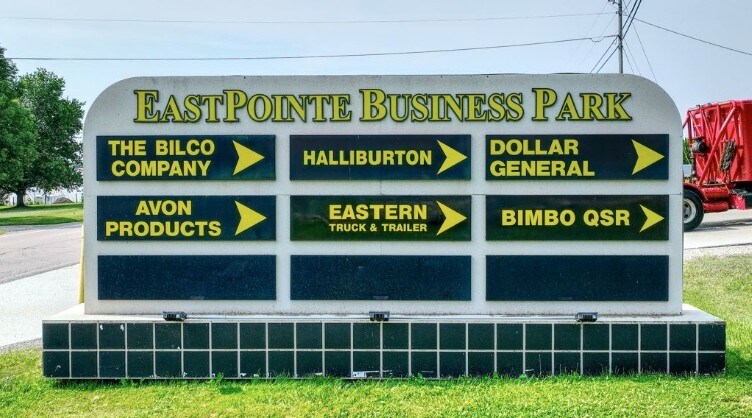 EASTPOINTE BUSINESS PARK
THE BILCO
COMPANY
HALLIBURTON
DOLLAR
GENERAL
AVON
PRODUCTS
EASTERN
TRUCK & TRAILER
BIMBO QSR